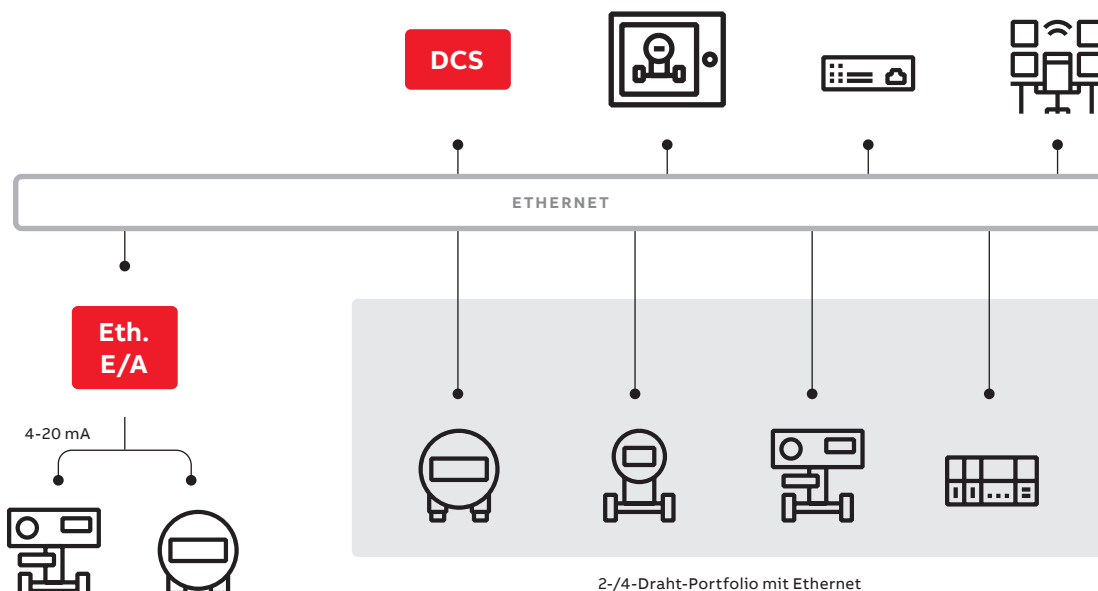 DCS
ETHERNET
Eth.
E/A
4-20 mA
2-/4-Draht-Portfolio mit Ethernet